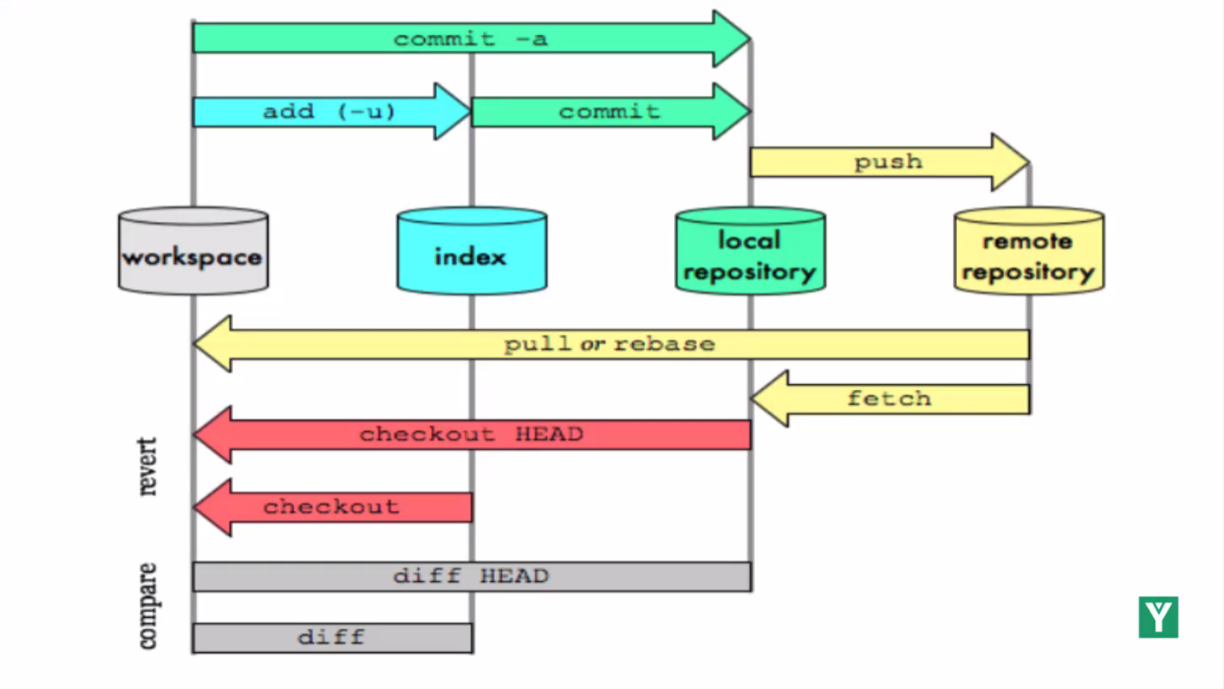 commit -a
add (-u)
commit
push
workspace
index
local
repository
remote
repository
pull or rebase
fetch
checkout HEAD
revert
checkout
diff HEAD
compare
diff
Y